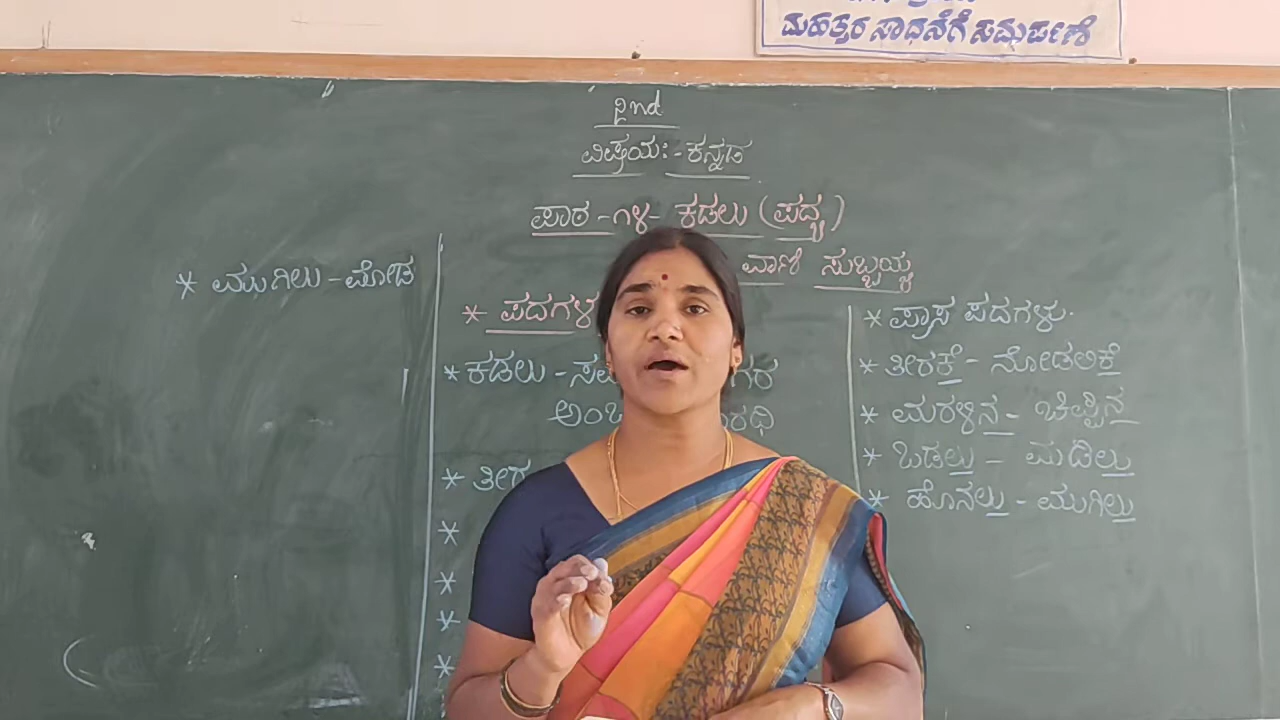 ಮಹತ್ತರ ಸಾಧನೆಗೆ ಸಮರ್ಪಣೆ
೨nd
ವಿಷಯ:- ಕನ್ನಡ
ಪಾಠ -೧೪- ಕಡಲು (ಪದ್ಯ)
ವಾಣಿ ಸುಬ್ಬಯ್ಯ
* ಮುಗಿಲು - ಮೋಡ
* ಪದಗಳ
* ಕಡಲು -
* ತೀರ
*
*
*
*
* ಪ್ರಾಸ ಪದಗಳು.
* ತೀರಕೆ - ನೋಡಲಿಕೆ
* ಮರಳಿನ - ಚಿಪ್ಪಿನ
* ಒಡಲು - ಮಡಿಲು
* ಹೊನಲು - ಮುಗಿಲು